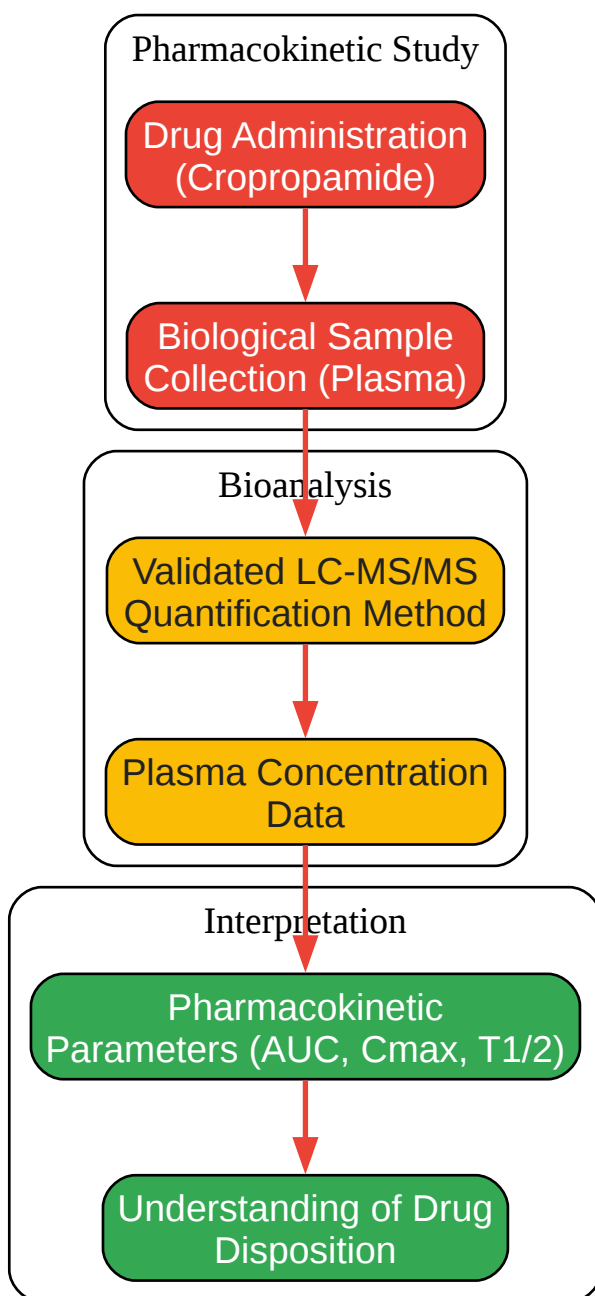 Pharmacokinetic Study
Drug Administration
(Cropropamide)
Biological Sample
Collection (Plasma)
Bioanalysis
Validated LC-MS/MS
Quantification Method
Plasma Concentration
Data
Interpretation
Pharmacokinetic
Parameters (AUC, Cmax, T1/2)
Understanding of Drug
Disposition